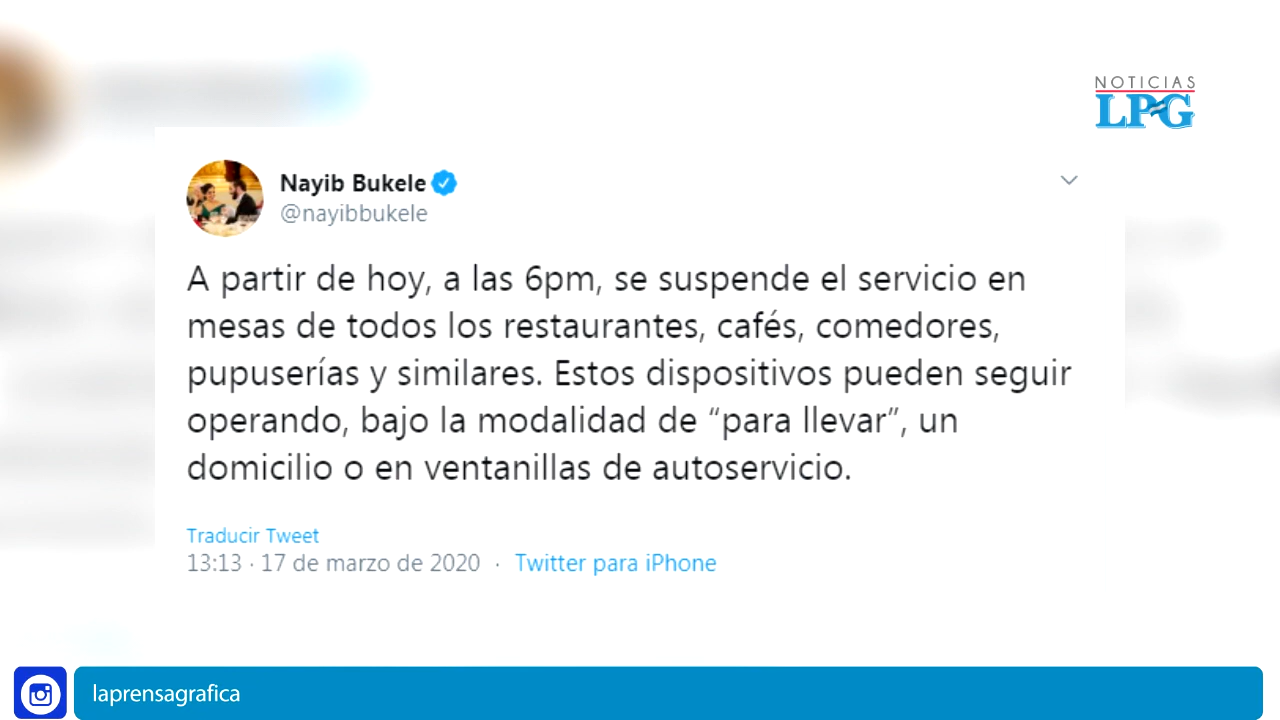 NOTICIAS
LPG
Nayib Bukele
@nayibbukele
A partir de hoy, a las 6pm, se suspende el servicio en
mesas de todos los restaurantes, cafés, comedores,
pupuserías y similares. Estos dispositivos pueden seguir
operando, bajo la modalidad de “para llevar”, un
domicilio o en ventanillas de autoservicio.
Traducir Tweet
13:13 · 17 de marzo de 2020 · Twitter para iPhone
laprensagrafica